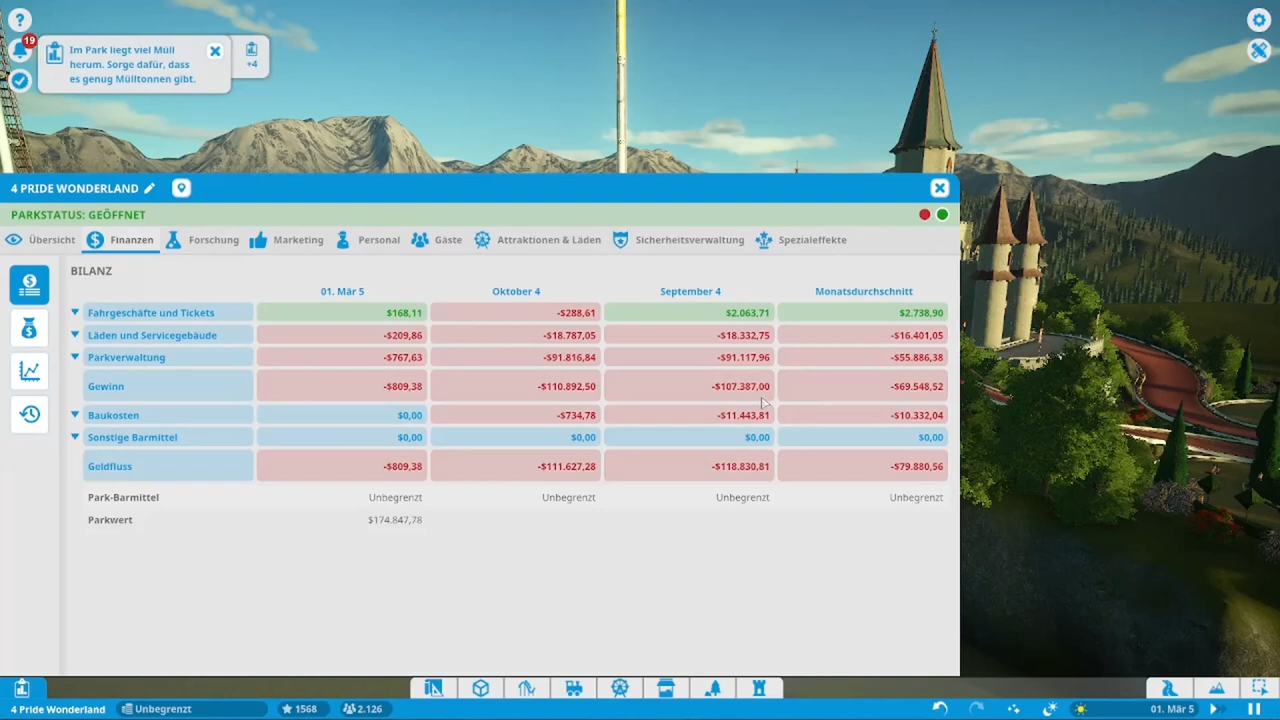 ?
19
Im Park liegt viel Müll
herum. Sorge dafür, dass
es genug Mülltonnen gibt.
+4
4 PRIDE WONDERLAND
PARKSTATUS: GEÖFFNET
Übersicht Finanzen Forschung Marketing Personal Gäste Attraktionen & Läden Sicherheitsverwaltung Spezialeffekte
BILANZ
01. Mär 5 Oktober 4 September 4 Monatsdurchschnitt
Fahrgeschäfte und Tickets $168,11 -$288,61 $2.063,71 $2.738,90
Läden und Servicegebäude -$209,86 -$18.787,05 -$18.332,75 -$16.401,05
Parkverwaltung -$767,63 -$91.816,84 -$91.117,96 -$55.886,38
Gewinn -$809,38 -$110.892,50 -$107.387,00 -$69.548,52
Baukosten $0,00 -$734,78 -$11.443,81 -$10.332,04
Sonstige Barmittel $0,00 $0,00 $0,00 $0,00
Geldfluss -$809,38 -$111.627,28 -$118.830,81 -$79.880,56
Park-Barmittel Unbegrenzt Unbegrenzt Unbegrenzt Unbegrenzt
Parkwert $174.847,78
4 Pride Wonderland Unbegrenzt 1568 2.126 01. Mär 5